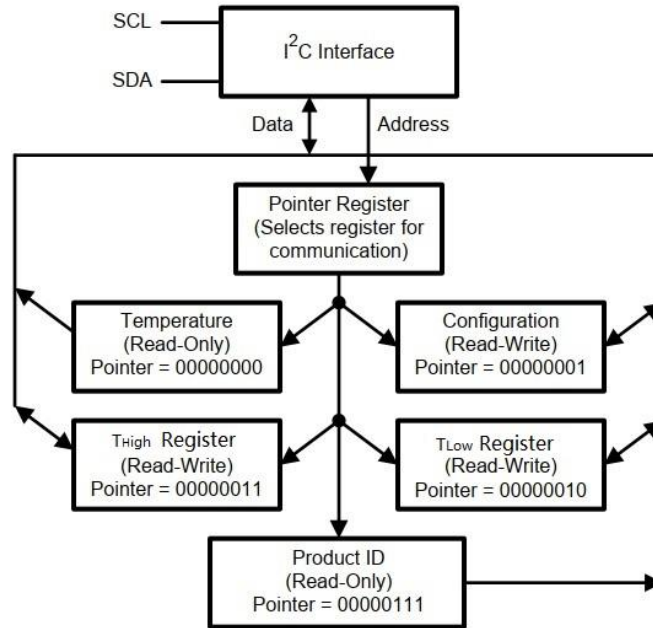 SCL
I²C Interface
SDA
Data
Address
Pointer Register
(Selects register for
communication)
Temperature
(Read-Only)
Pointer = 00000000
Configuration
(Read-Write)
Pointer = 00000001
THigh Register
(Read-Write)
Pointer = 00000011
TLow Register
(Read-Write)
Pointer = 00000010
Product ID
(Read-Only)
Pointer = 00000111